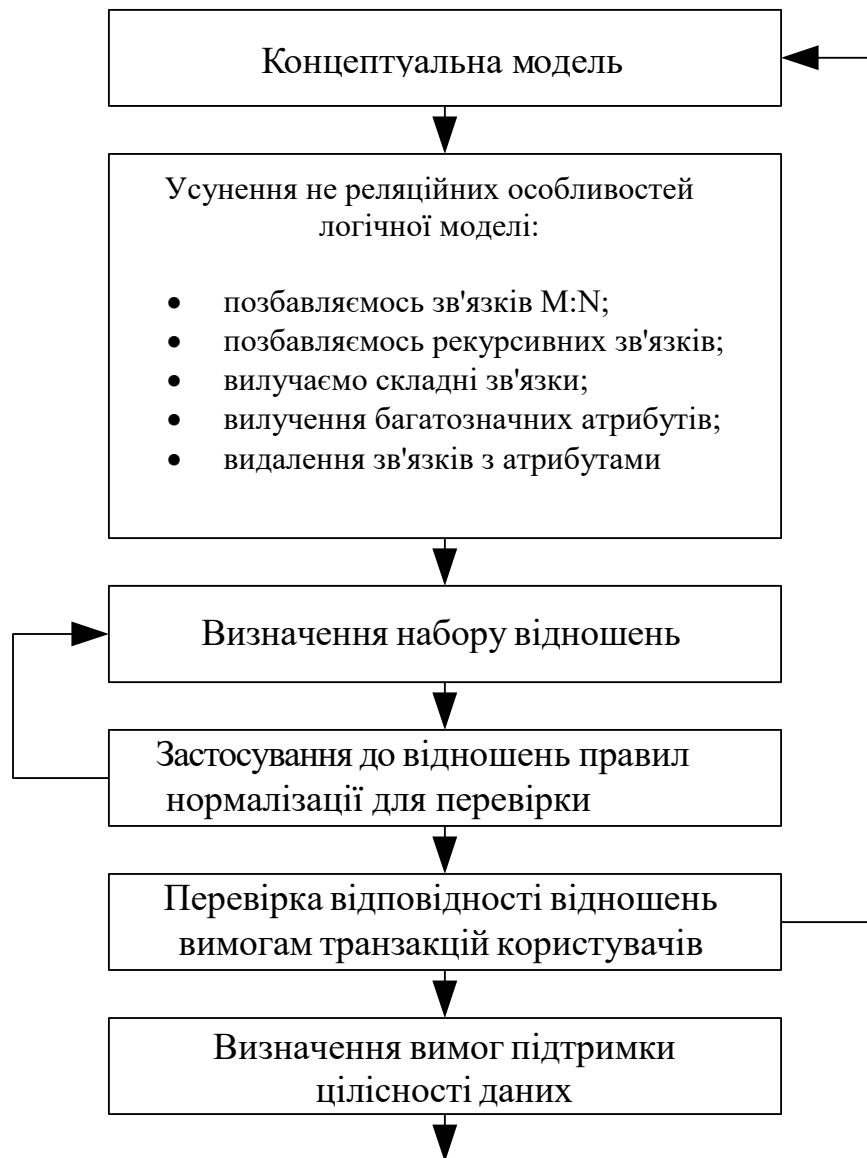 Концептуальна модель
Усунення не реляційних особливостей
логічної моделі:
• позбавляємось зв'язків M:N;
• позбавляємось рекурсивних зв'язків;
• вилучаємо складні зв'язки;
• вилучення багатозначних атрибутів;
• видалення зв'язків з атрибутами
Визначення набору відношень
Застосування до відношень правил
нормалізації для перевірки
Перевірка відповідності відношень
вимогам транзакцій користувачів
Визначення вимог підтримки
цілісності даних